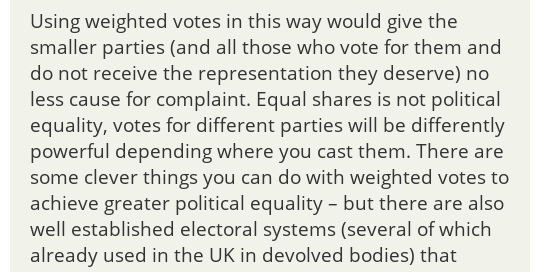 Using weighted votes in this way would give the
smaller parties (and all those who vote for them and
do not receive the representation they deserve) no
less cause for complaint. Equal shares is not political
equality, votes for different parties will be differently
powerful depending where you cast them. There are
some clever things you can do with weighted votes to
achieve greater political equality – but there are also
well established electoral systems (several of which
already used in the UK in devolved bodies) that